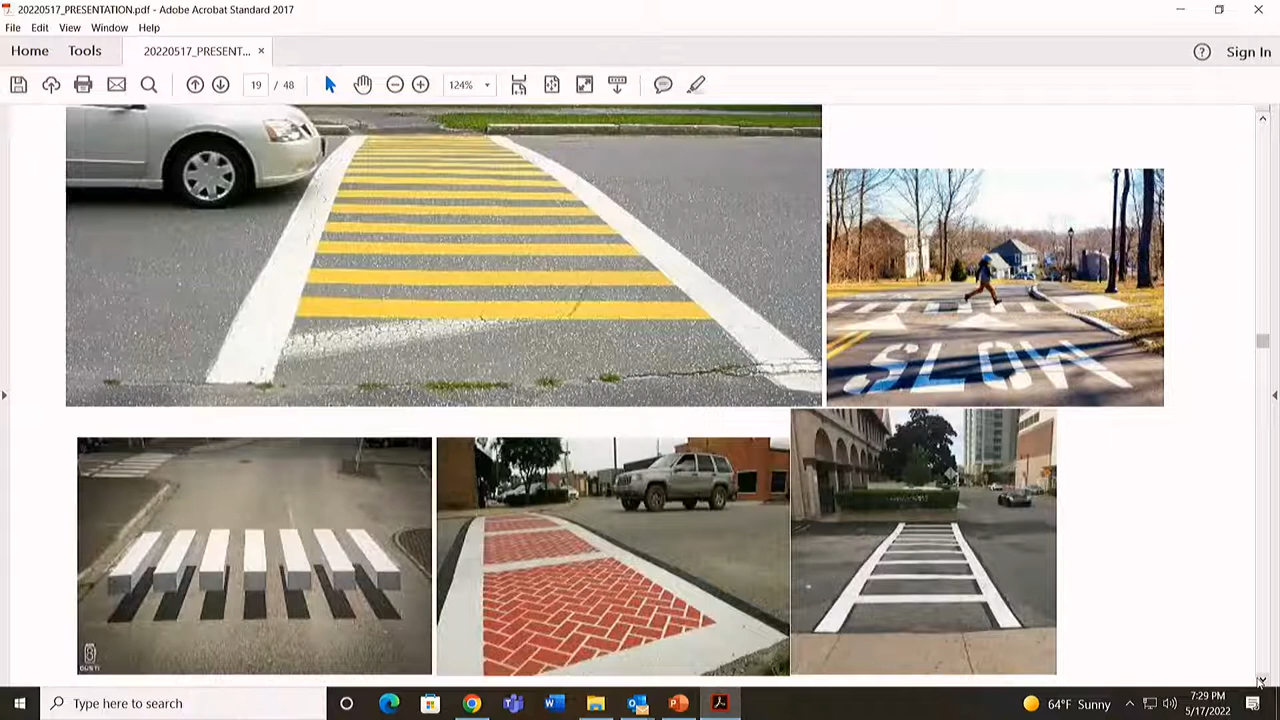 20220517_PRESENTATION.pdf - Adobe Acrobat Standard 2017
File Edit View Window Help
Home Tools 20220517_PRESENT... × Sign In
19 / 48 124%
SLOW
Type here to search
64°F Sunny
7:29 PM
5/17/2022